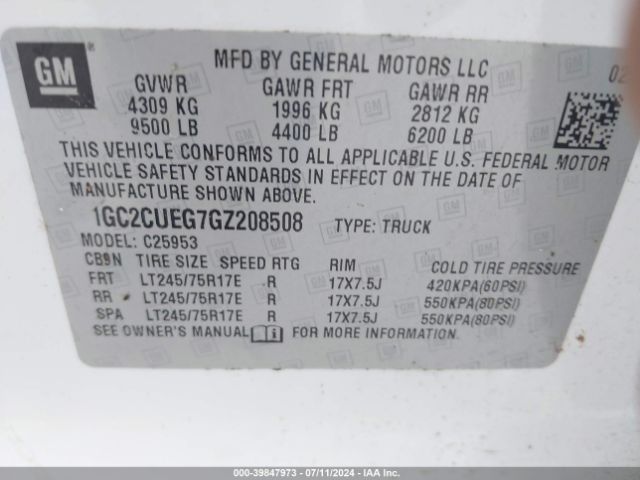 GM
MFD BY GENERAL MOTORS LLC
02
GVWR GAWR FRT GAWR RR
4309 KG 1996 KG 2812 KG
9500 LB 4400 LB 6200 LB
THIS VEHICLE CONFORMS TO ALL APPLICABLE U.S. FEDERAL MOTOR
VEHICLE SAFETY STANDARDS IN EFFECT ON THE DATE OF
MANUFACTURE SHOWN ABOVE.
1GC2CUEG7GZ208508 TYPE: TRUCK
MODEL: C25953
CB9N TIRE SIZE SPEED RTG RIM COLD TIRE PRESSURE
FRT LT245/75R17E R 17X7.5J 420KPA(60PSI)
RR LT245/75R17E R 17X7.5J 550KPA(80PSI)
SPA LT245/75R17E R 17X7.5J 550KPA(80PSI)
SEE OWNER'S MANUAL FOR MORE INFORMATION.
000-39847973 - 07/11/2024 - IAA Inc.